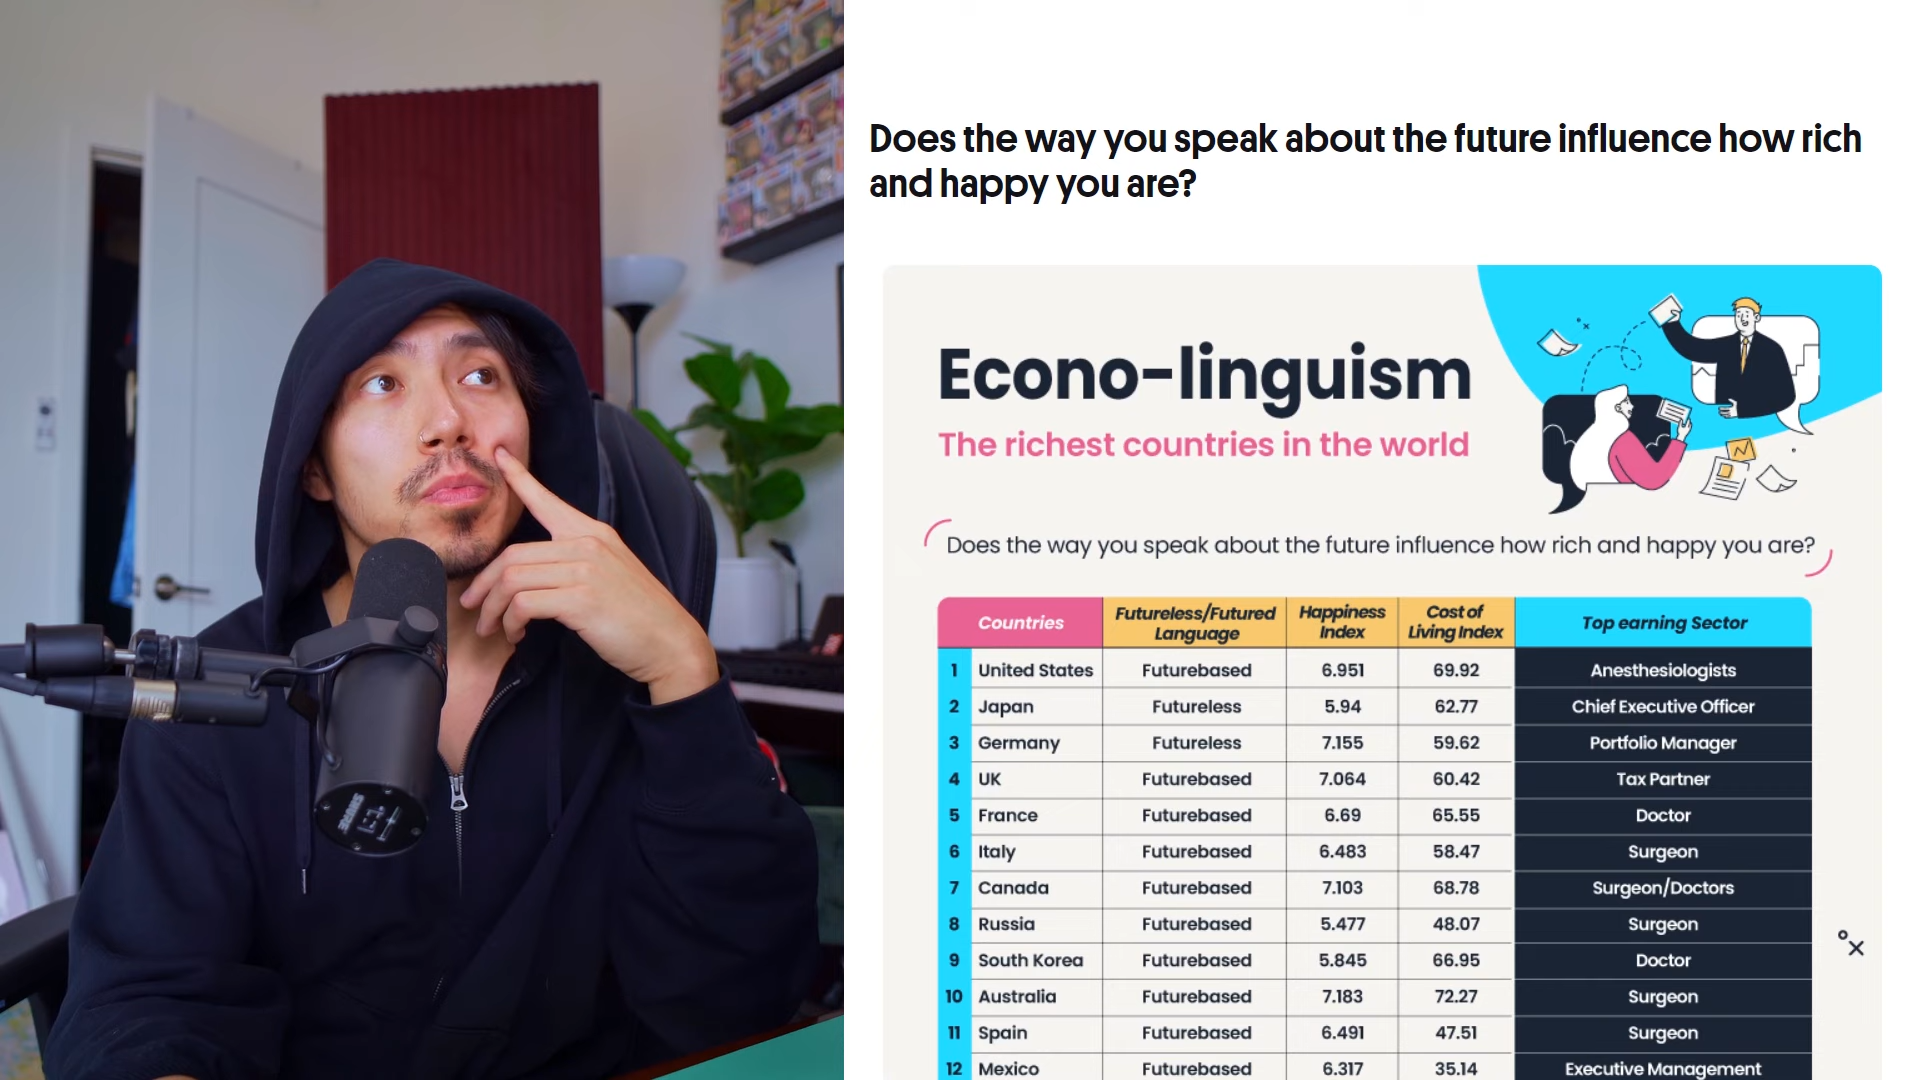 Does the way you speak about the future influence how rich
and happy you are?
Econo-linguism
The richest countries in the world
Does the way you speak about the future influence how rich and happy you are?
Countries Futureless/Futured Language Happiness Index Cost of Living Index Top earning Sector
1 United States Futurebased 6.951 69.92 Anesthesiologists
2 Japan Futureless 5.94 62.77 Chief Executive Officer
3 Germany Futureless 7.155 59.62 Portfolio Manager
4 UK Futurebased 7.064 60.42 Tax Partner
5 France Futurebased 6.69 65.55 Doctor
6 Italy Futurebased 6.483 58.47 Surgeon
7 Canada Futurebased 7.103 68.78 Surgeon/Doctors
8 Russia Futurebased 5.477 48.07 Surgeon
9 South Korea Futurebased 5.845 66.95 Doctor
10 Australia Futurebased 7.183 72.27 Surgeon
11 Spain Futurebased 6.491 47.51 Surgeon
12 Mexico Futurebased 6.317 35.14 Executive Management